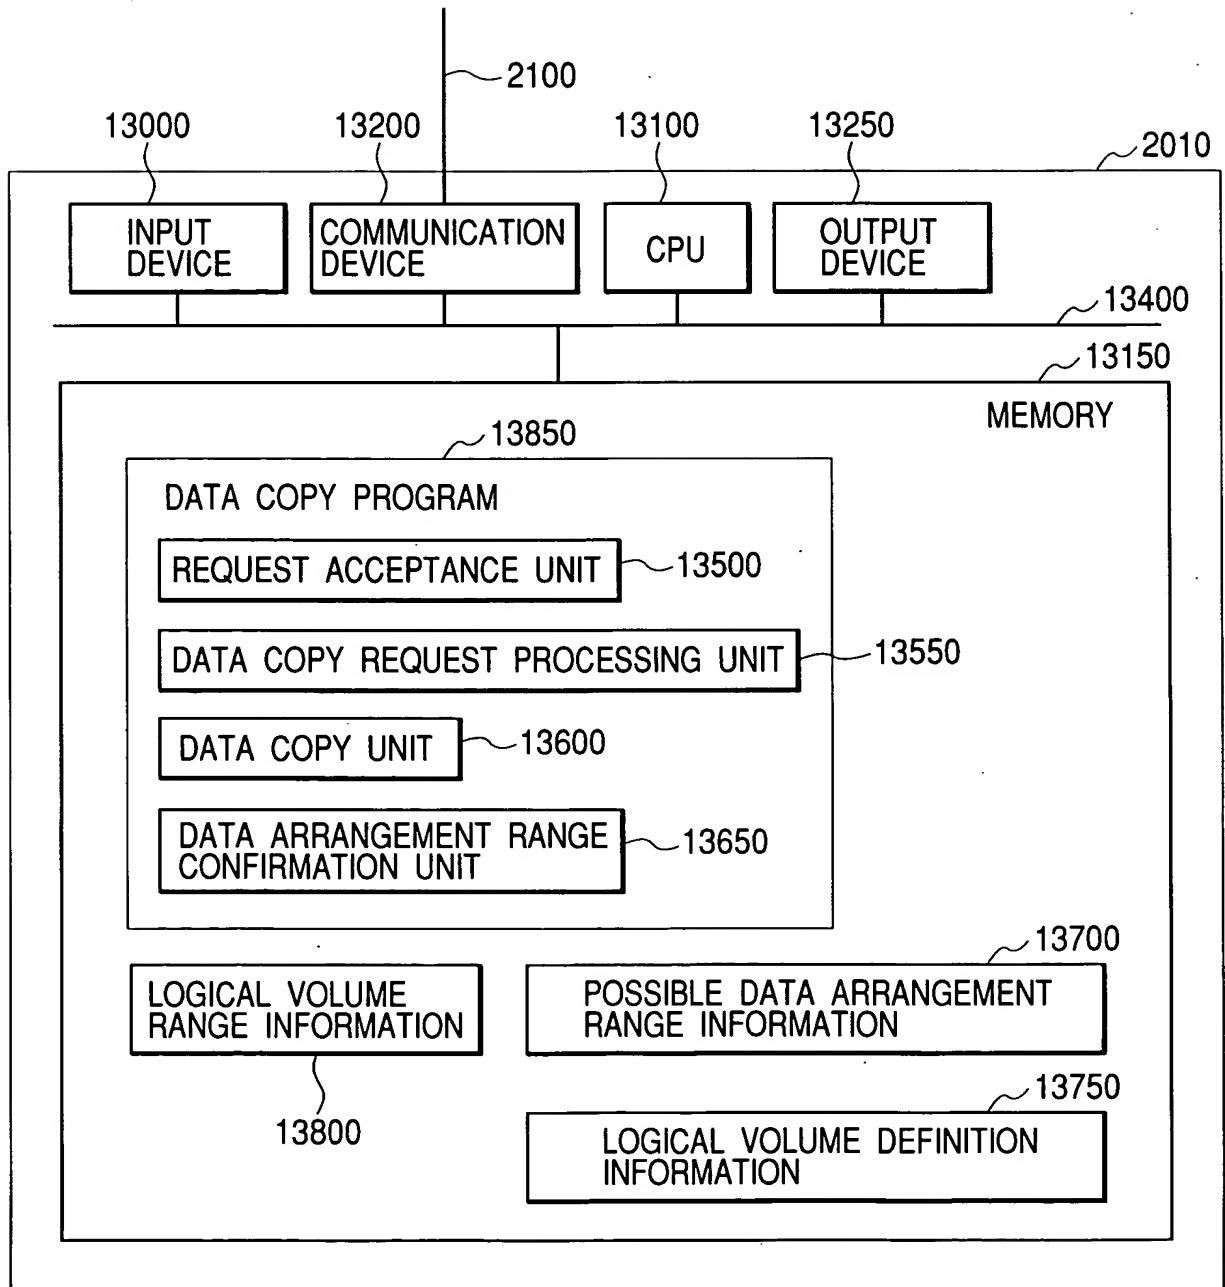 2100
13000
13200
13100
13250
2010
INPUT
DEVICE
COMMUNICATION
DEVICE
CPU
OUTPUT
DEVICE
13400
13150
MEMORY
13850
DATA COPY PROGRAM
REQUEST ACCEPTANCE UNIT
13500
DATA COPY REQUEST PROCESSING UNIT
13550
DATA COPY UNIT
13600
DATA ARRANGEMENT RANGE
CONFIRMATION UNIT
13650
13700
LOGICAL VOLUME
RANGE INFORMATION
POSSIBLE DATA ARRANGEMENT
RANGE INFORMATION
13800
13750
LOGICAL VOLUME DEFINITION
INFORMATION